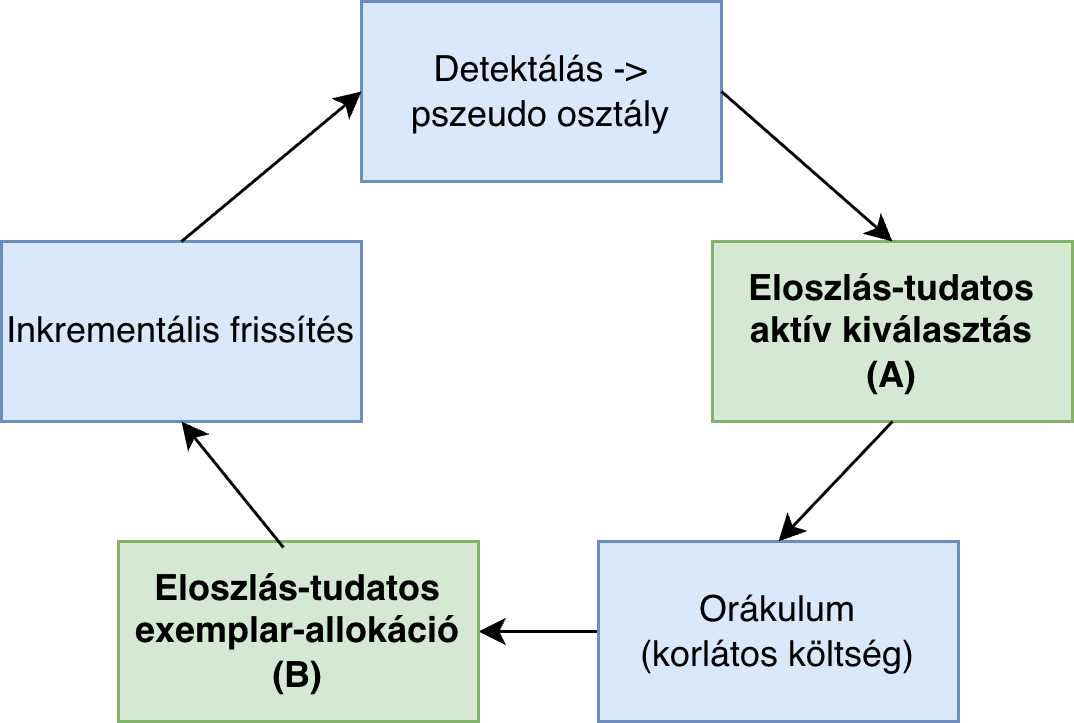 Detektálás ->
pszeudo osztály
Eloszlás-tudatos
aktív kiválasztás
(A)
Inkrementális frissítés
Eloszlás-tudatos
exemplar-allokáció
(B)
Orákulum
(korlátos költség)